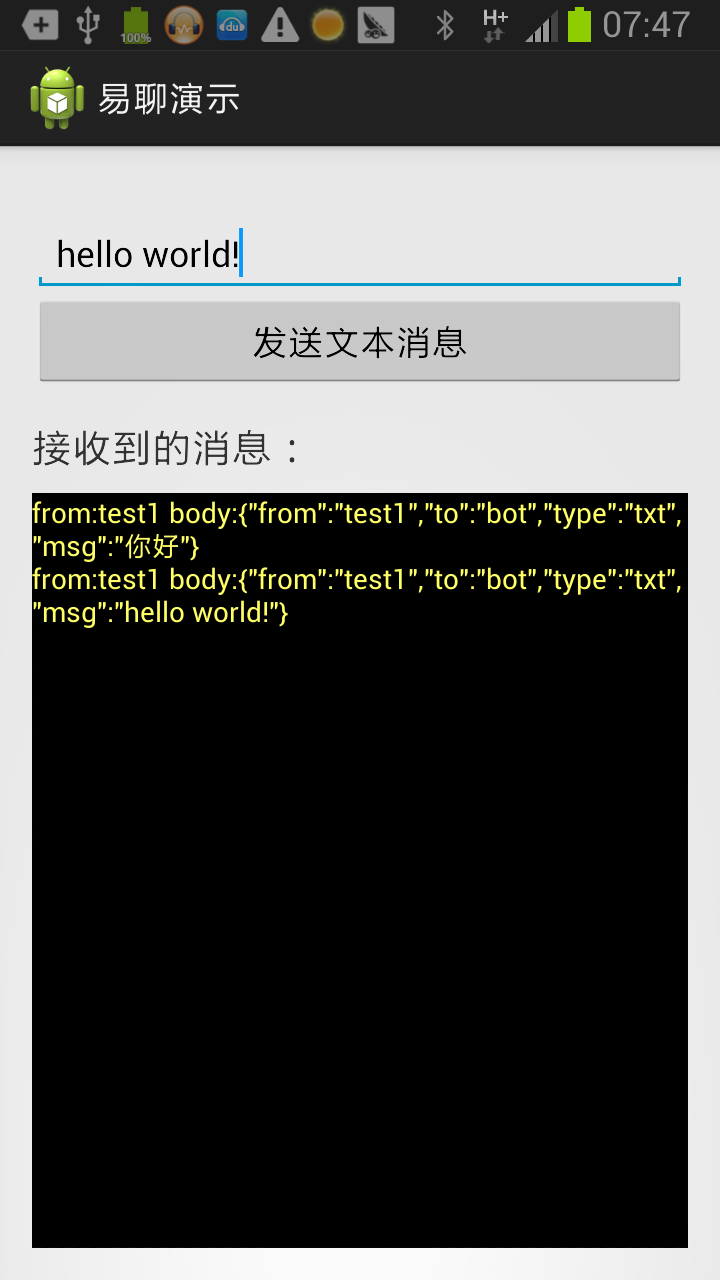 100%
du
H+
07:47
易聊演示
hello world!
发送文本消息
接收到的消息：
from:test1 body:{"from":"test1","to":"bot","type":"txt",
"msg":"你好"}
from:test1 body:{"from":"test1","to":"bot","type":"txt",
"msg":"hello world!"}